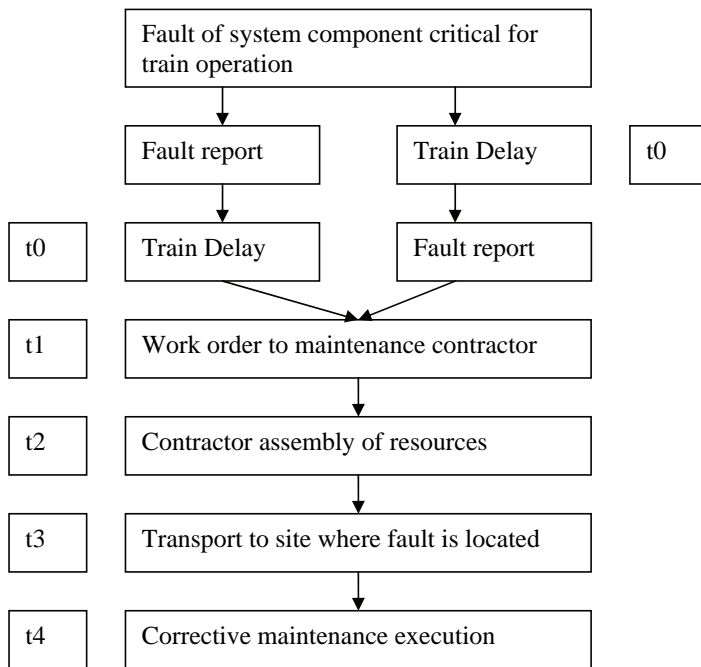 Fault of system component critical for
train operation
Fault report
Train Delay
t0
t0
Train Delay
Fault report
t1
Work order to maintenance contractor
t2
Contractor assembly of resources
t3
Transport to site where fault is located
t4
Corrective maintenance execution